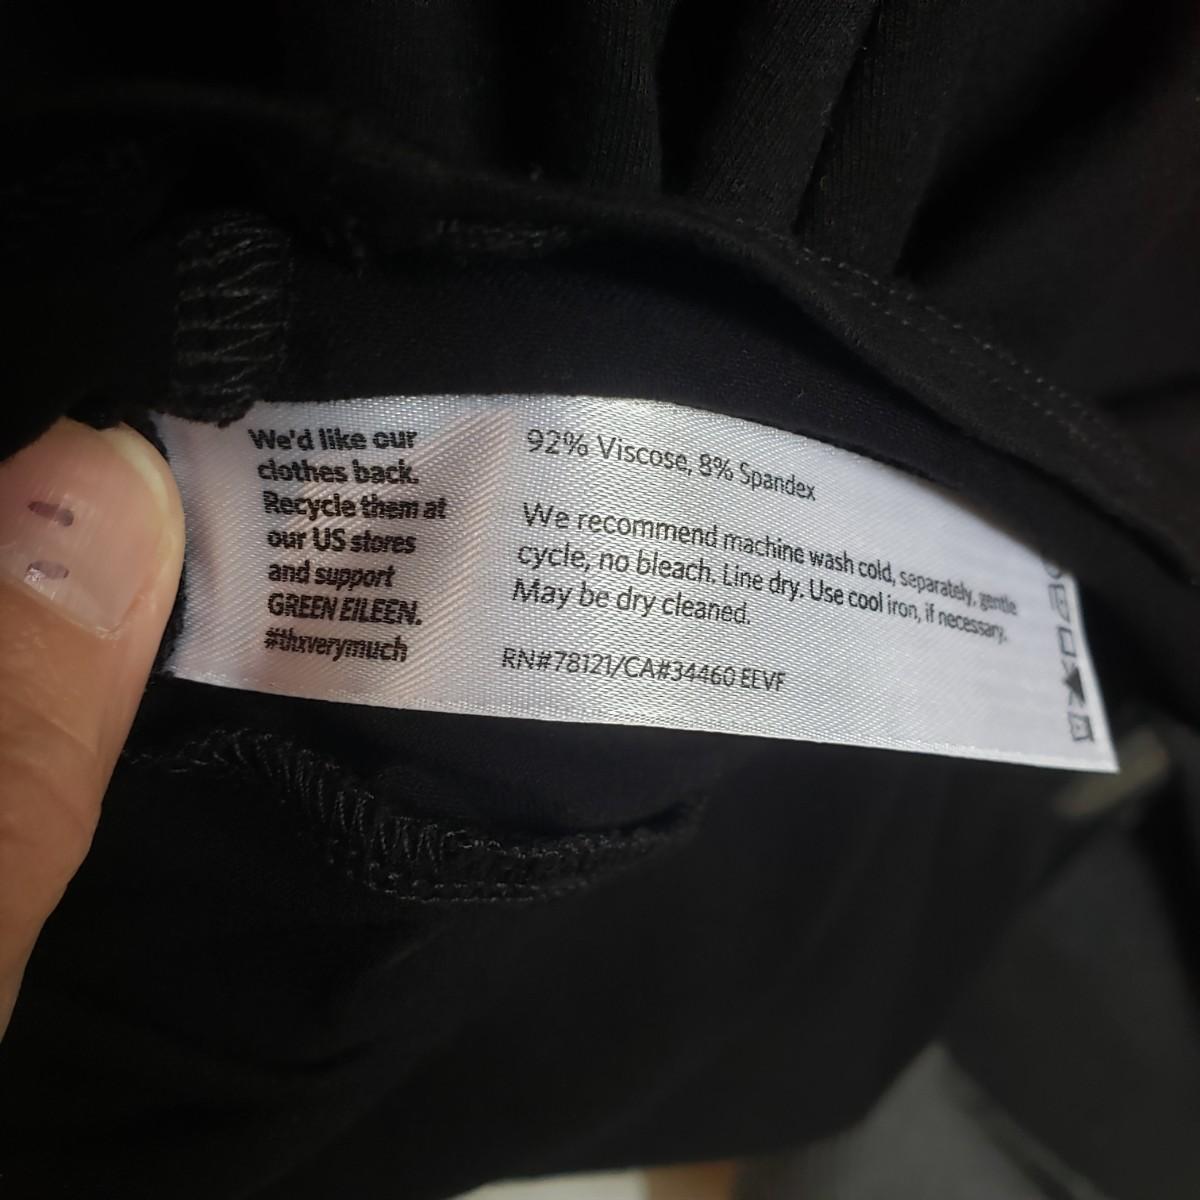 We'd like our
clothes back.
Recycle them at
our US stores
and support
GREEN EILEEN.
#thxverymuch
92% Viscose, 8% Spandex
We recommend machine wash cold, separately, gentle
cycle, no bleach. Line dry. Use cool iron, if necessary.
May be dry cleaned.
RN#78121/CA#34460 EEVF